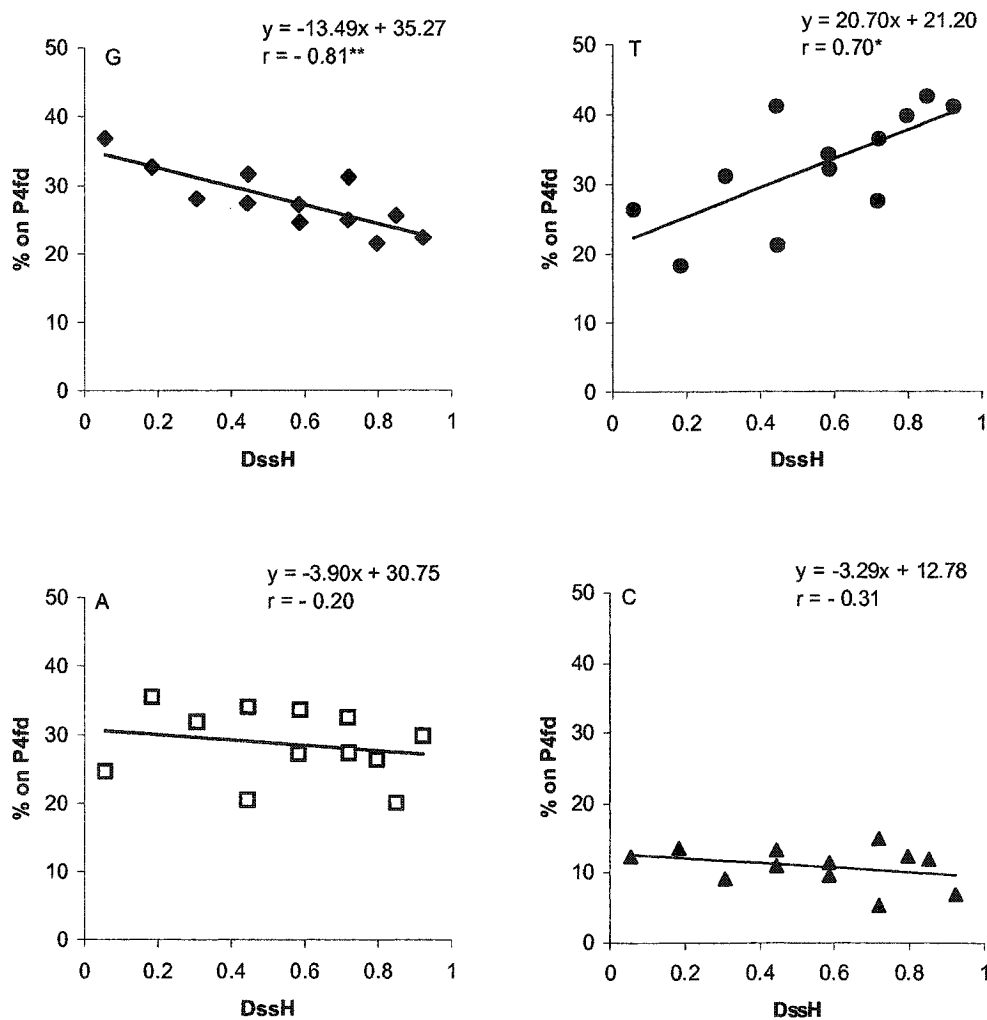 y = -13.49x + 35.27
r = - 0.81**
G
50
40
30
20
10
0
% on P4fd
0 0.2 0.4 0.6 0.8 1
DssH
y = 20.70x + 21.20
r = 0.70*
T
50
40
30
20
10
0
% on P4fd
0 0.2 0.4 0.6 0.8 1
DssH
y = -3.90x + 30.75
r = - 0.20
A
50
40
30
20
10
0
% on P4fd
0 0.2 0.4 0.6 0.8 1
DssH
y = -3.29x + 12.78
r = - 0.31
C
50
40
30
20
10
0
% on P4fd
0 0.2 0.4 0.6 0.8 1
DssH